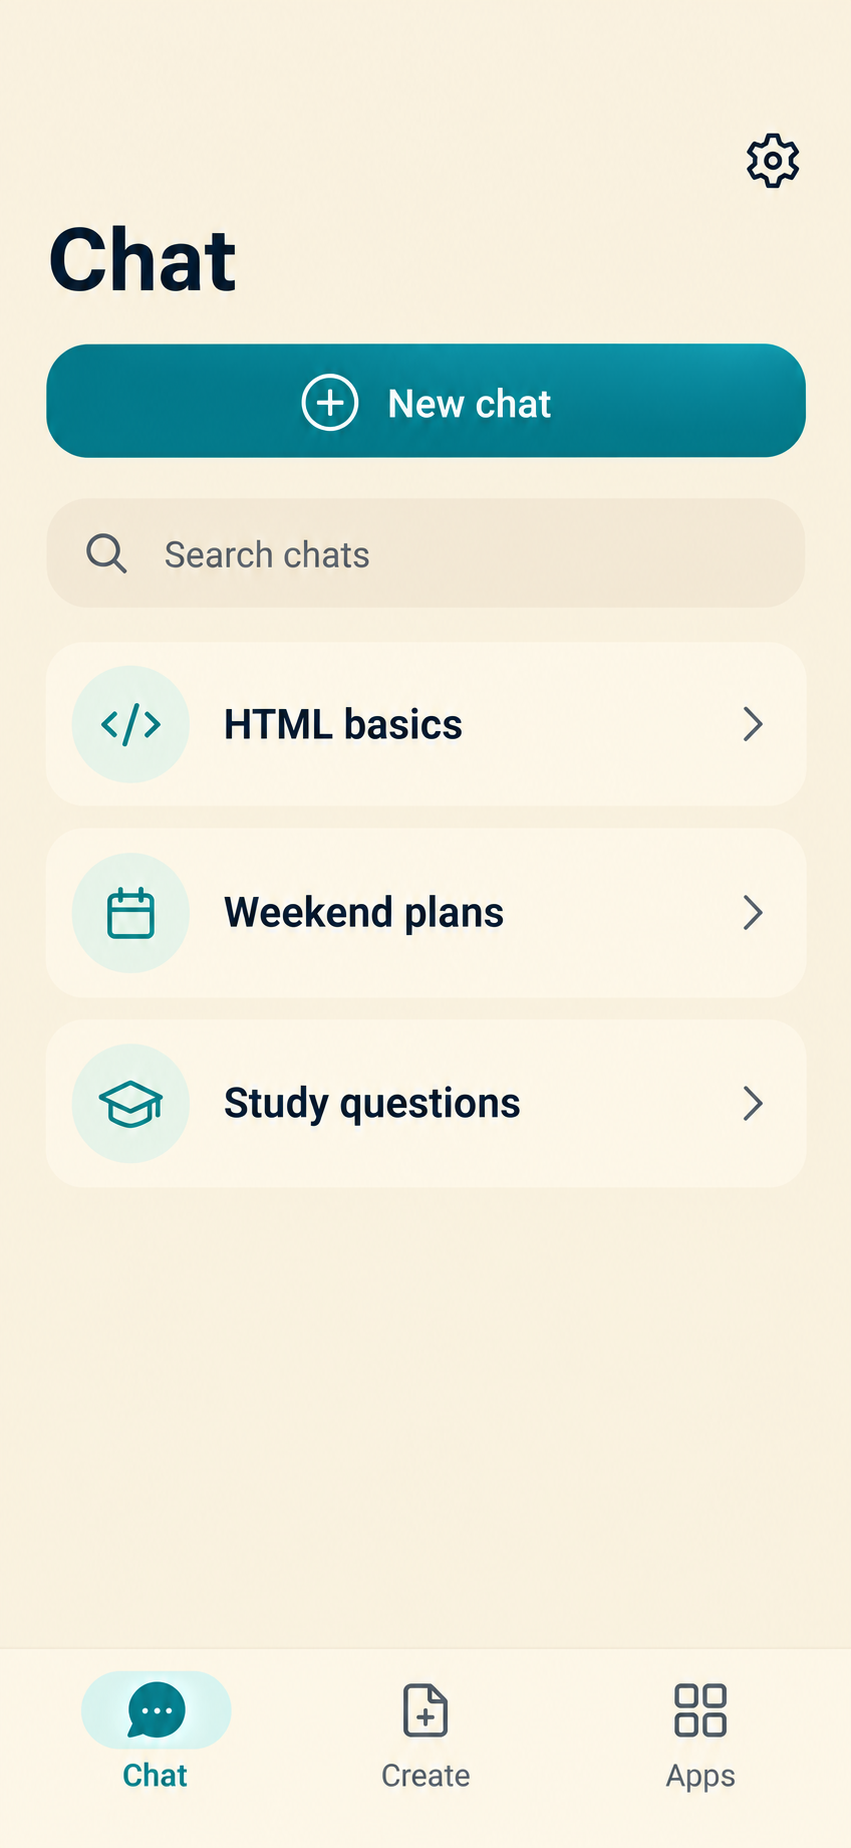 Chat
New chat
Search chats
HTML basics
Weekend plans
Study questions
Chat
Create
Apps